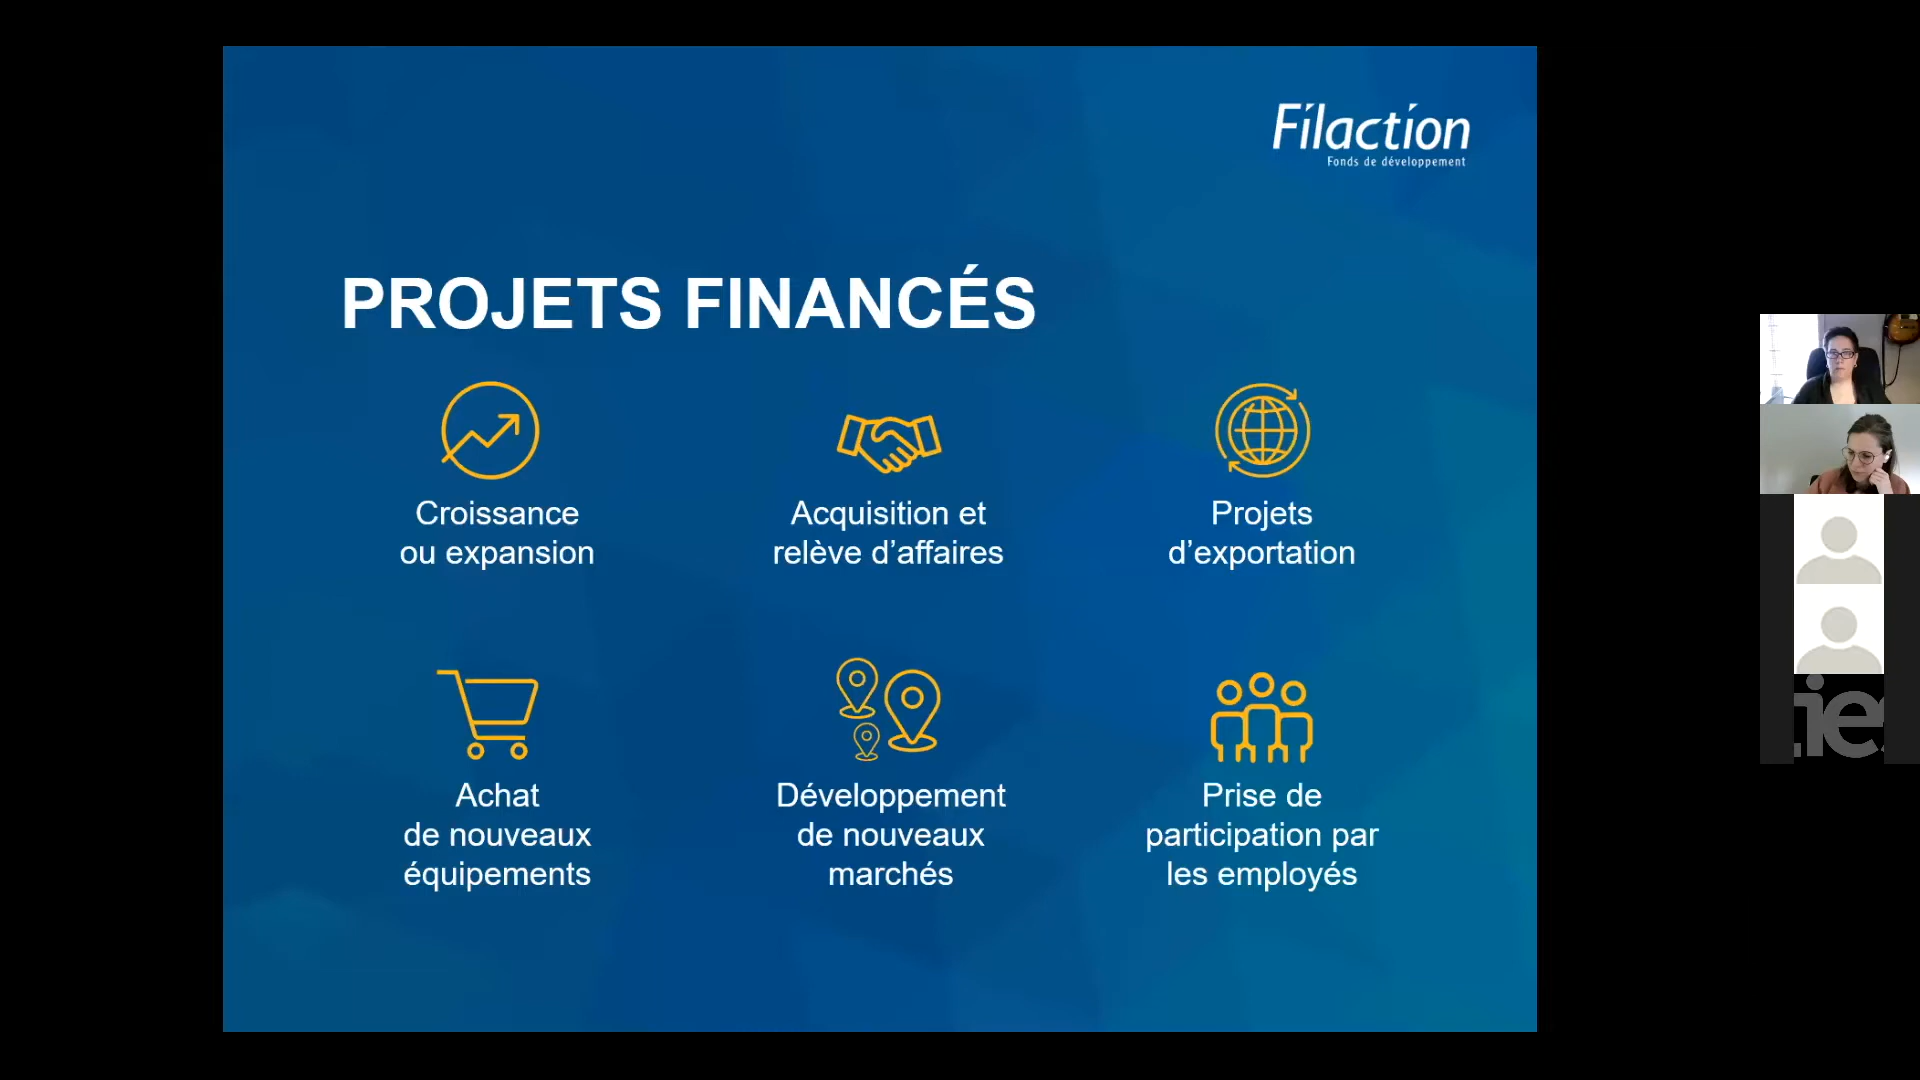 Filaction
Fonds de développement
PROJETS FINANCÉS
Croissance
ou expansion
Acquisition et
relève d’affaires
Projets
d’exportation
Achat
de nouveaux
équipements
Développement
de nouveaux
marchés
Prise de
participation par
les employés